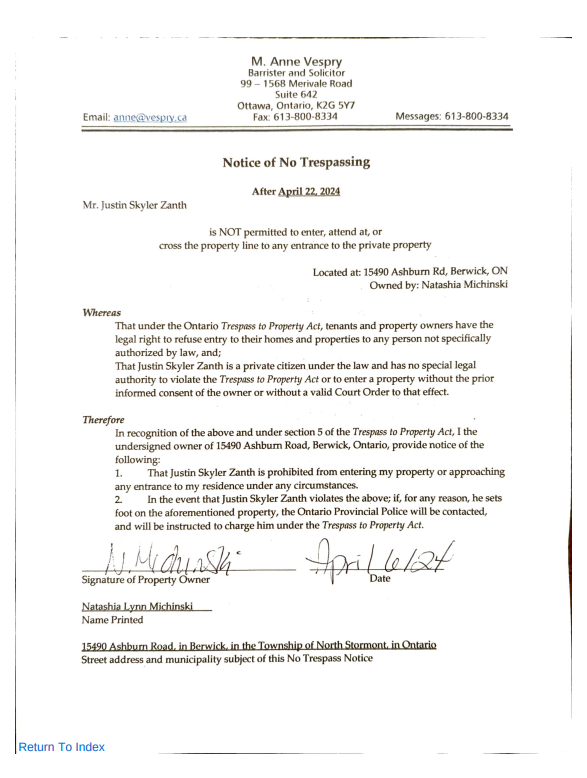 M. Anne Vespry
Barrister and Solicitor
99 – 1568 Merivale Road
Suite 642
Ottawa, Ontario, K2G 5Y7
Email: anne@vespry.ca Fax: 613-800-8334 Messages: 613-800-8334
Notice of No Trespassing
After April 22, 2024
Mr. Justin Skyler Zanth
is NOT permitted to enter, attend at, or
cross the property line to any entrance to the private property
Located at: 15490 Ashburn Rd, Berwick, ON
Owned by: Natashia Michinski
Whereas
That under the Ontario Trespass to Property Act, tenants and property owners have the
legal right to refuse entry to their homes and properties to any person not specifically
authorized by law, and;
That Justin Skyler Zanth is a private citizen under the law and has no special legal
authority to violate the Trespass to Property Act or to enter a property without the prior
informed consent of the owner or without a valid Court Order to that effect.
Therefore
In recognition of the above and under section 5 of the Trespass to Property Act, I the
undersigned owner of 15490 Ashburn Road, Berwick, Ontario, provide notice of the
following:
1. That Justin Skyler Zanth is prohibited from entering my property or approaching
any entrance to my residence under any circumstances.
2. In the event that Justin Skyler Zanth violates the above; if, for any reason, he sets
foot on the aforementioned property, the Ontario Provincial Police will be contacted,
and will be instructed to charge him under the Trespass to Property Act.
N. Michinski April 6/24
Signature of Property Owner Date
Natashia Lynn Michinski
Name Printed
15490 Ashburn Road, in Berwick, in the Township of North Stormont, in Ontario
Street address and municipality subject of this No Trespass Notice
Return To Index